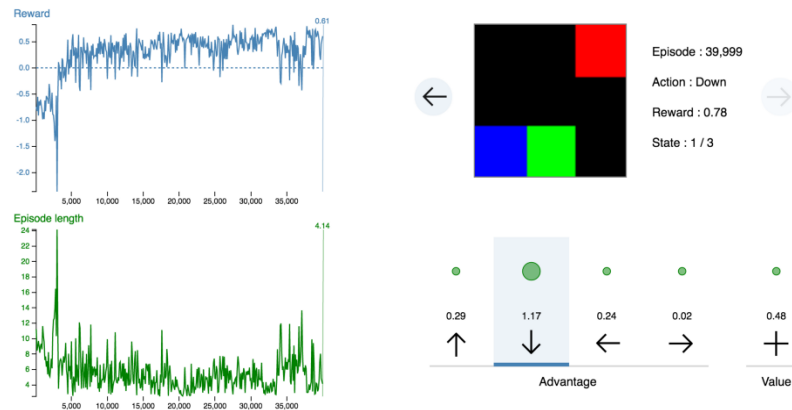 Reward
0.61
0.5
0.0
-0.5
-1.0
-1.5
-2.0
5,000 10,000 15,000 20,000 25,000 30,000 35,000
Episode length
4.14
24
22
20
18
16
14
12
10
8
6
4
5,000 10,000 15,000 20,000 25,000 30,000 35,000
Episode : 39,999
Action : Down
Reward : 0.78
State : 1 / 3
0.29 1.17 0.24 0.02 0.48
Advantage Value